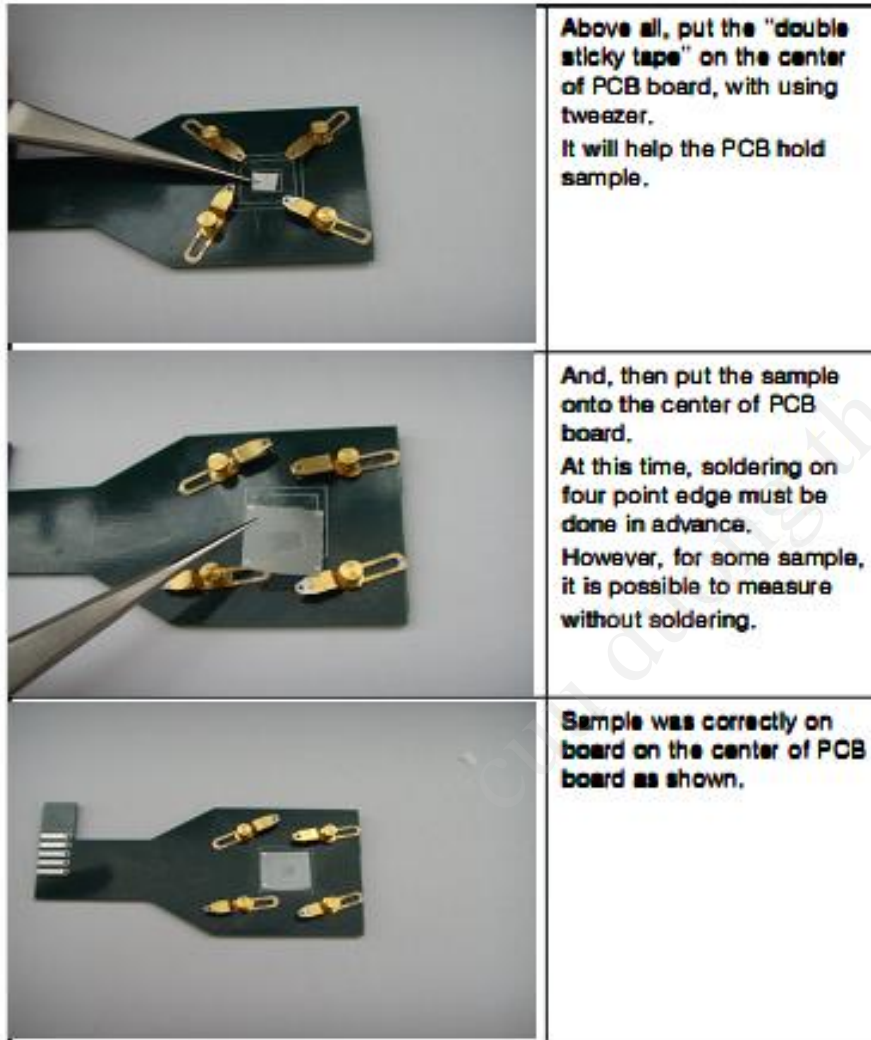 Above all, put the "double
sticky tape" on the center
of PCB board, with using
tweezer.
It will help the PCB hold
sample.
And, then put the sample
onto the center of PCB
board.
At this time, soldering on
four point edge must be
done in advance.
However, for some sample,
it is possible to measure
without soldering.
Sample was correctly on
board on the center of PCB
board as shown.
cuu duong th